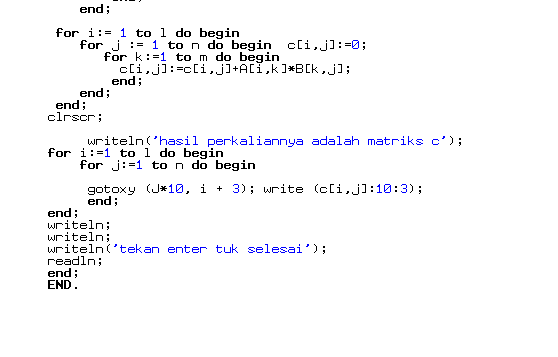 end;
for i:= 1 to l do begin
for j := 1 to n do begin c[i,j]:=0;
for k:=1 to m do begin
c[i,j]:=c[i,j]+A[i,k]*B[k,j];
end;
end;
end;
clrscr;
writeln('hasil perkaliannya adalah matriks c');
for i:=1 to l do begin
for j:=1 to n do begin
gotoxy (J*10, i + 3); write (c[i,j]:10:3);
end;
end;
writeln;
writeln;
writeln('tekan enter tuk selesai');
readln;
end;
END.